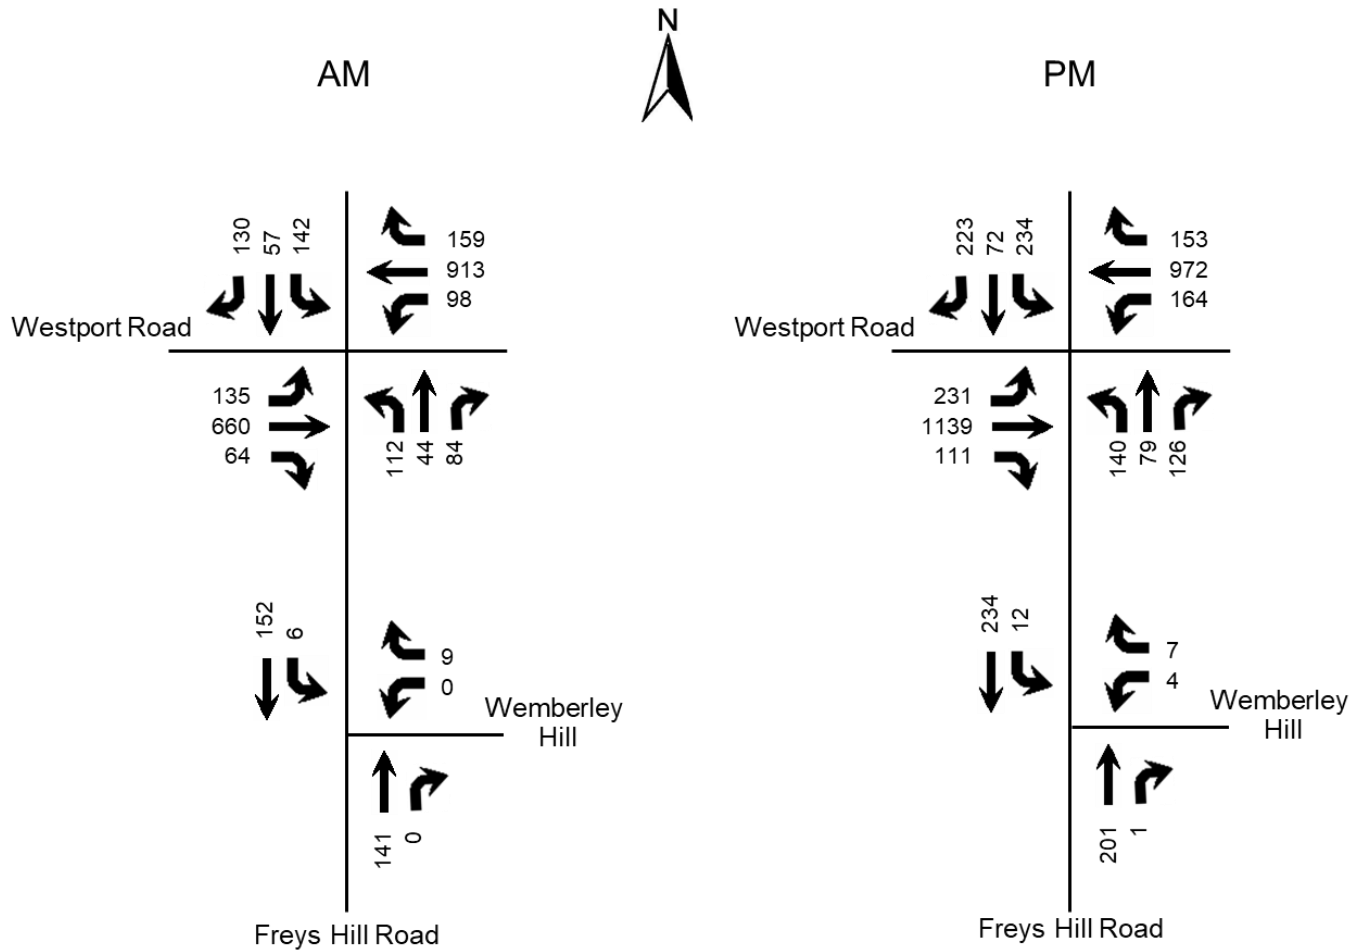 N
AM
PM
130 57 142
159
913
98
Westport Road
135
660
64
112 44 84
152 6
9
0
Wemberley
Hill
141 0
Freys Hill Road
223 72 234
153
972
164
Westport Road
231
1139
111
140 79 126
234 12
7
4
Wemberley
Hill
201 1
Freys Hill Road